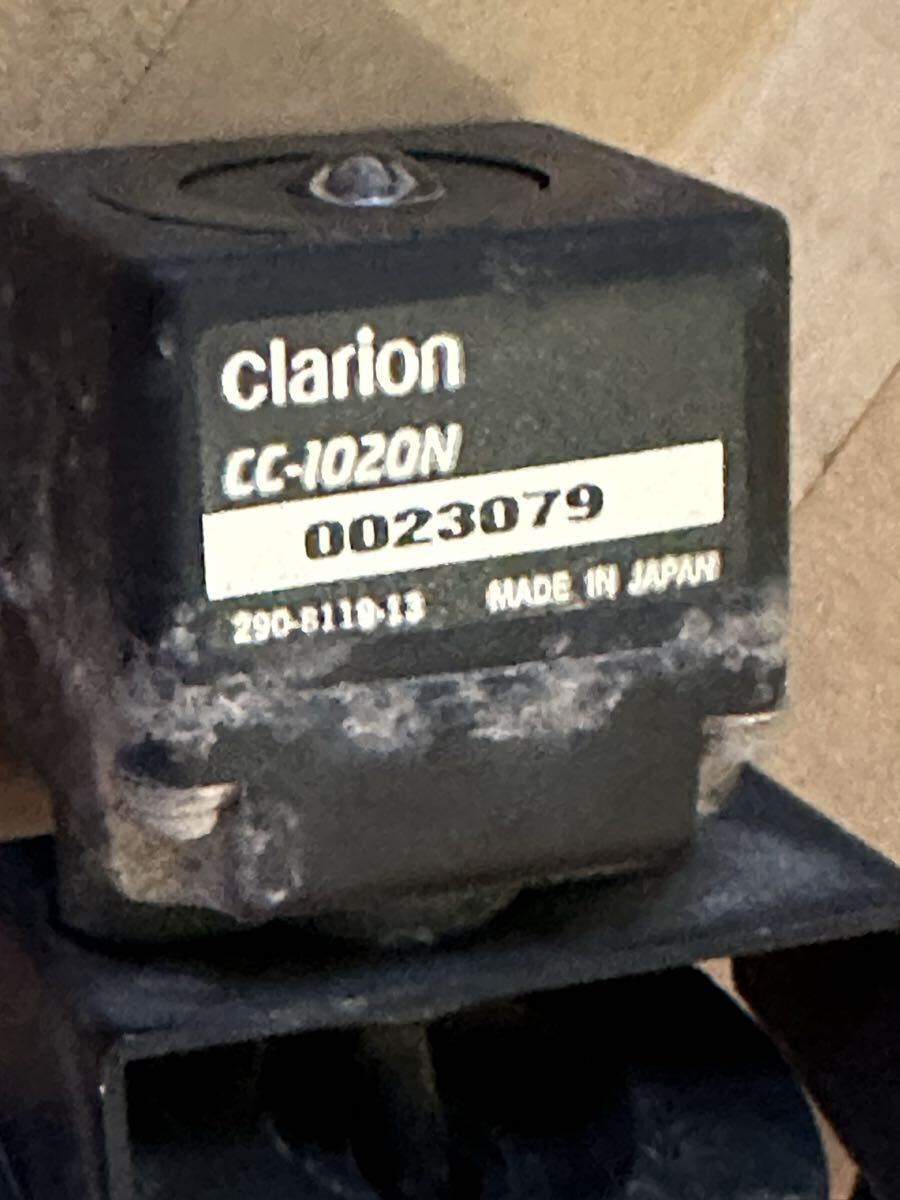 clarion
CC-1020N
0023079
290-8119-13 MADE IN JAPAN